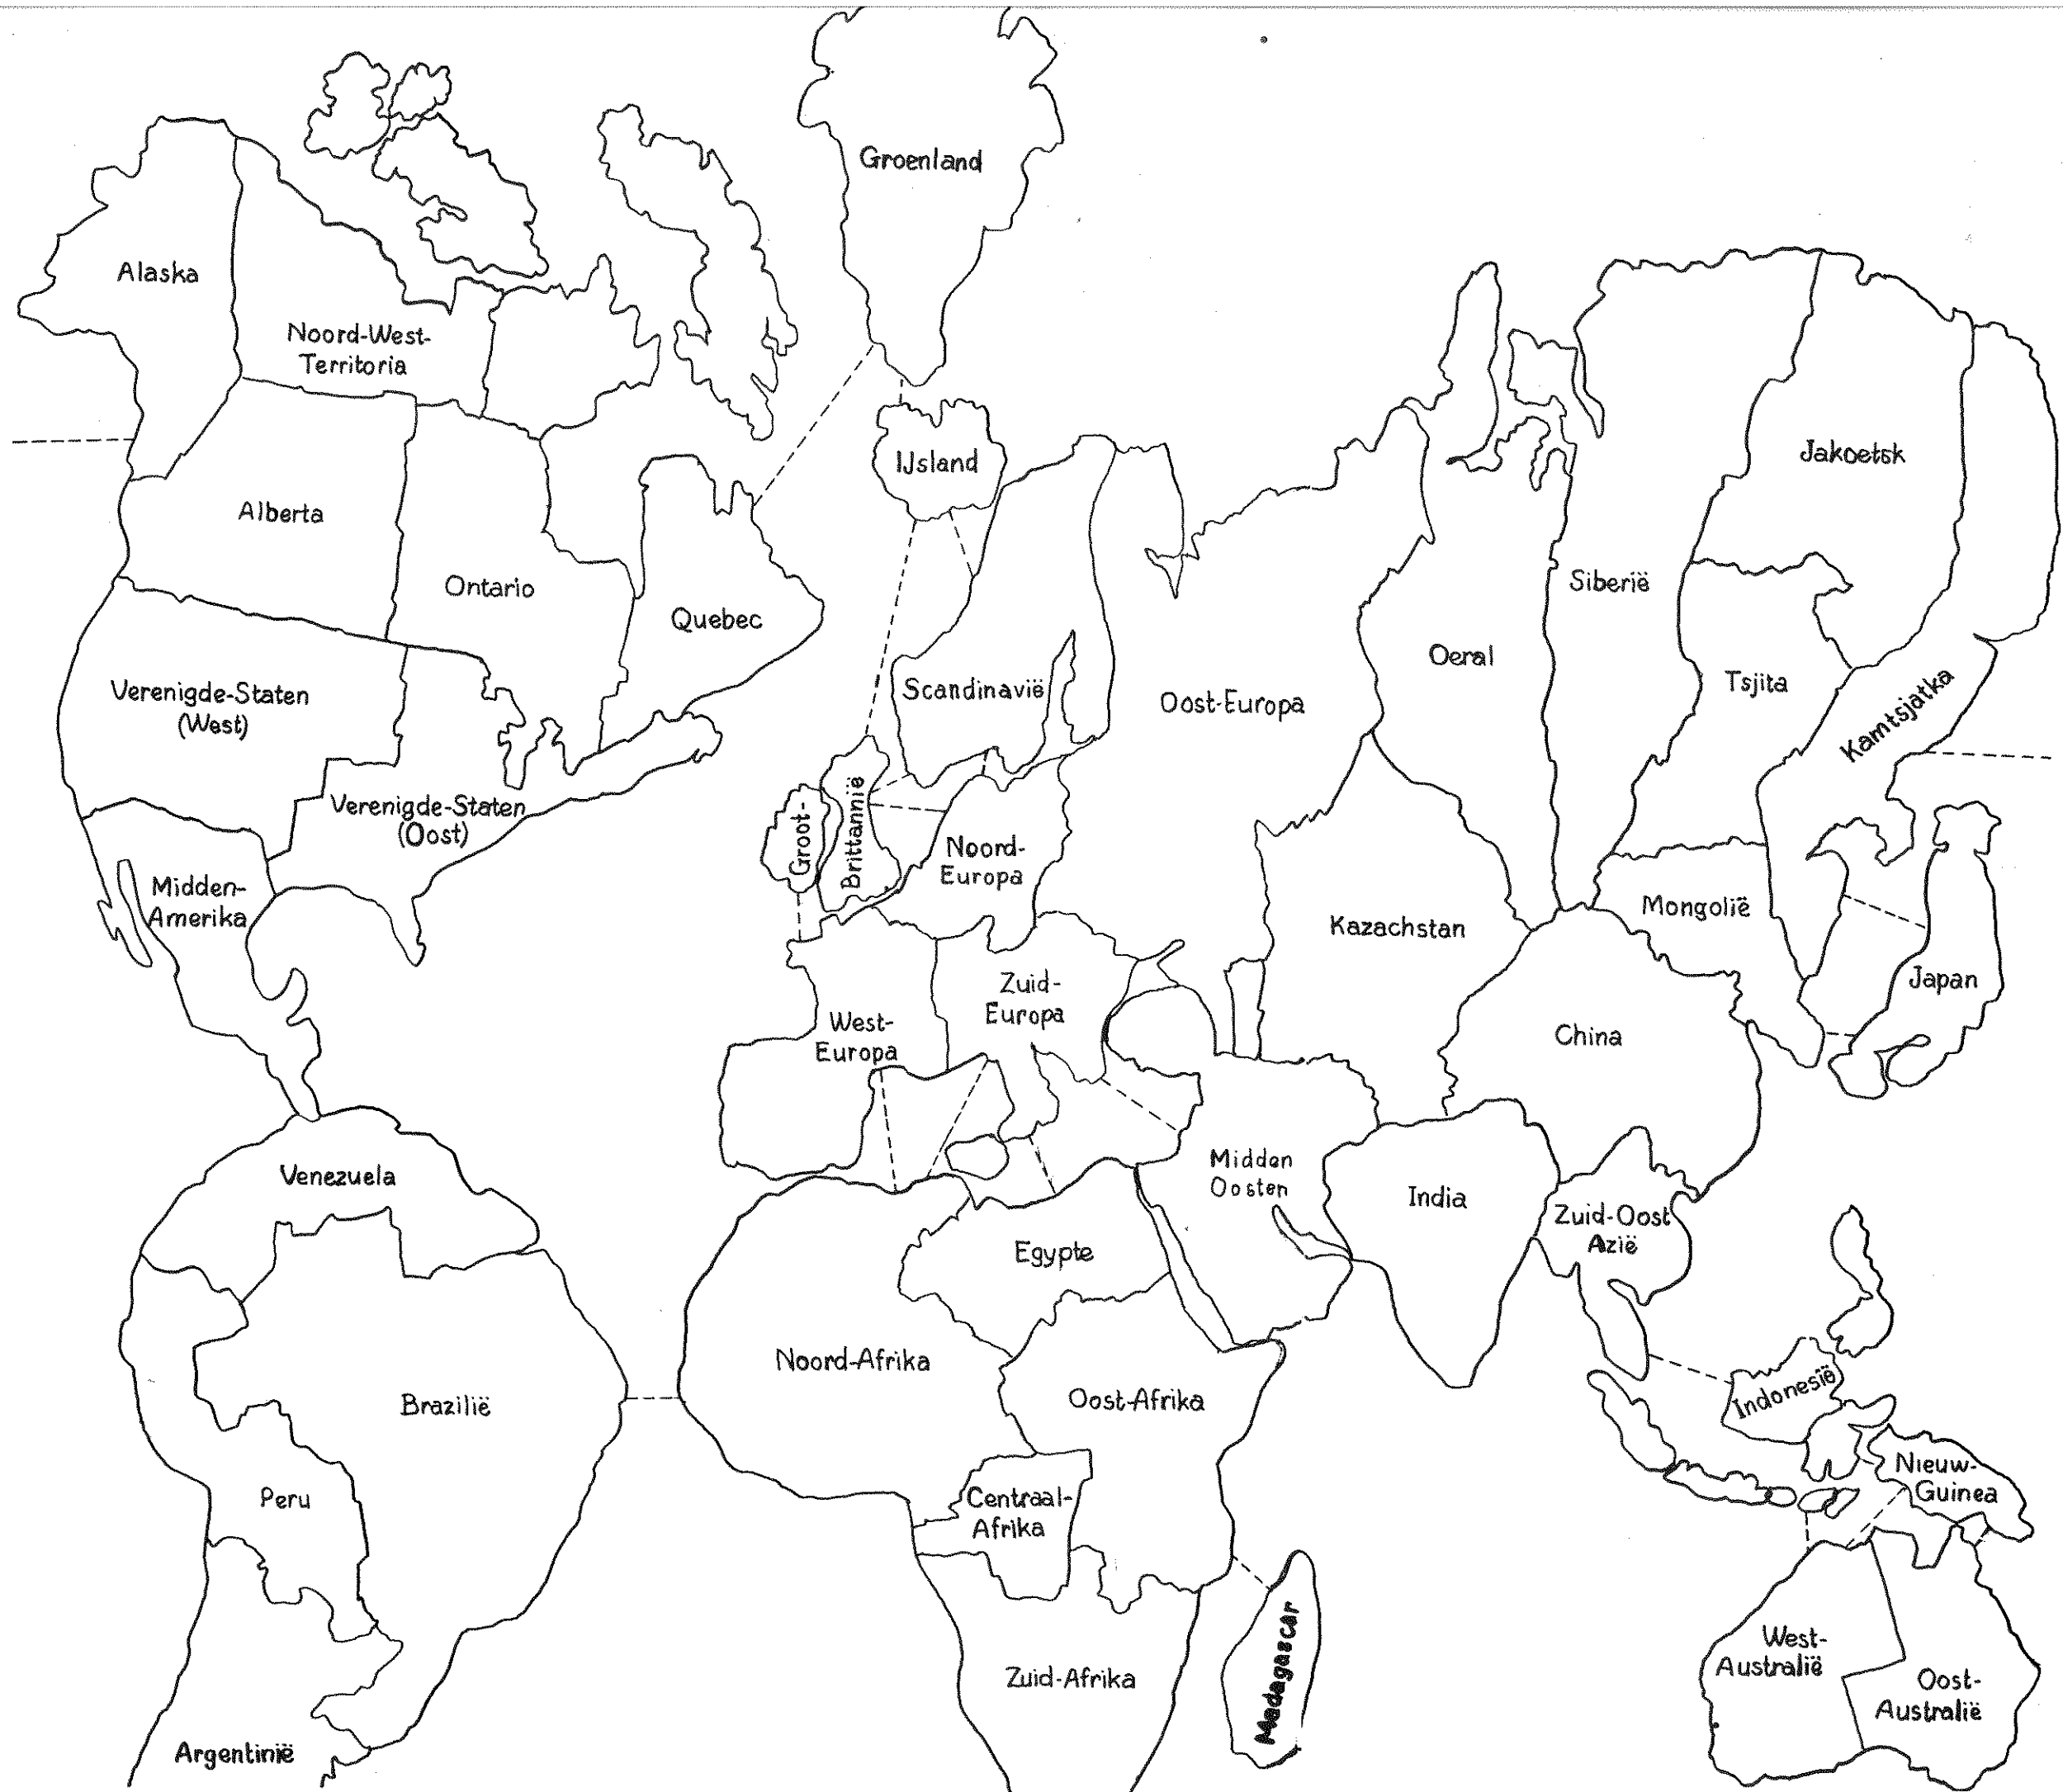 Groenland
Alaska
Noord-West-
Territoria
IJsland
Jakoetsk
Alberta
Ontario
Quebec
Siberië
Oeral
Verenigde-Staten
(West)
Scandinavië
Oost-Europa
Tsjita
Kamtsjatka
Verenigde-Staten
(Oost)
Groot-
Brittannië
Noord-
Europa
Midden-
Amerika
Kazachstan
Mongolië
Zuid-
Europa
West-
Europa
China
Japan
Venezuela
Midden
Oosten
India
Zuid-Oost
Azië
Egypte
Noord-Afrika
Brazilië
Oost-Afrika
Indonesië
Peru
Centraal-
Afrika
Nieuw-
Guinea
Zuid-Afrika
Madagascar
West-
Australië
Oost-
Australië
Argentinië